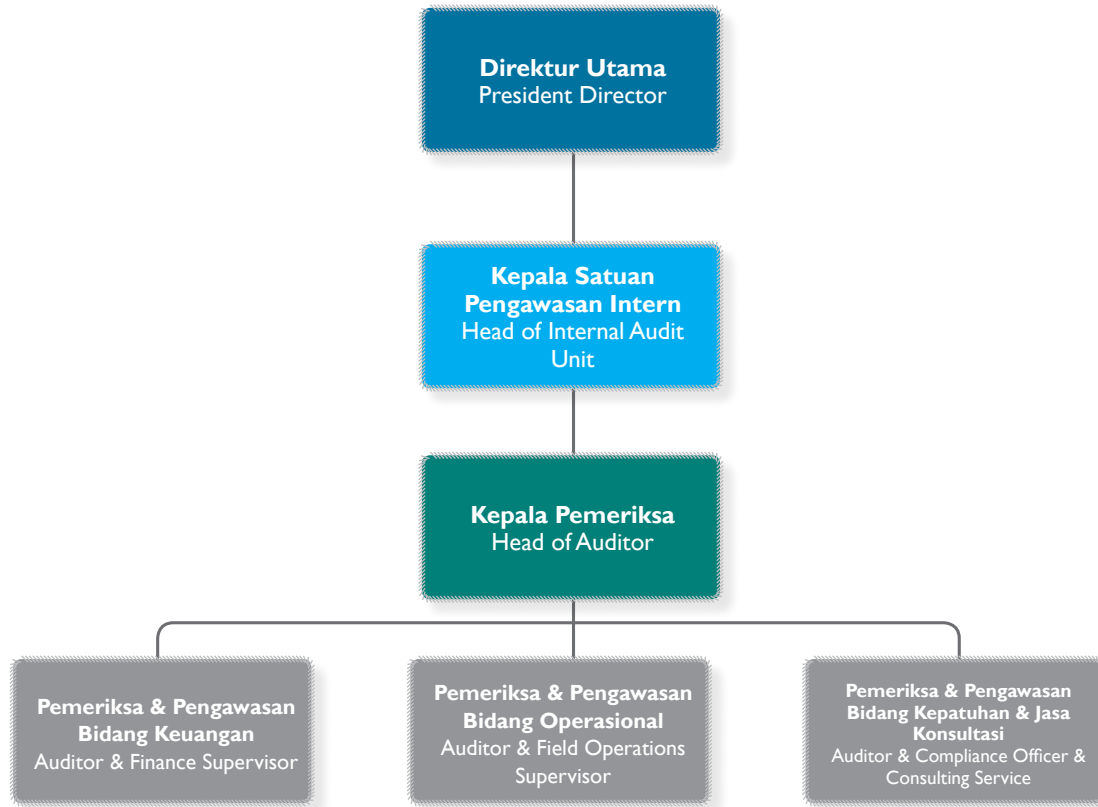 Direktur Utama
President Director
Kepala Satuan
Pengawasan Intern
Head of Internal Audit
Unit
Kepala Pemeriksa
Head of Auditor
Pemeriksa & Pengawasan
Bidang Keuangan
Auditor & Finance Supervisor
Pemeriksa & Pengawasan
Bidang Operasional
Auditor & Field Operations
Supervisor
Pemeriksa & Pengawasan
Bidang Kepatuhan & Jasa
Konsultasi
Auditor & Compliance Officer &
Consulting Service